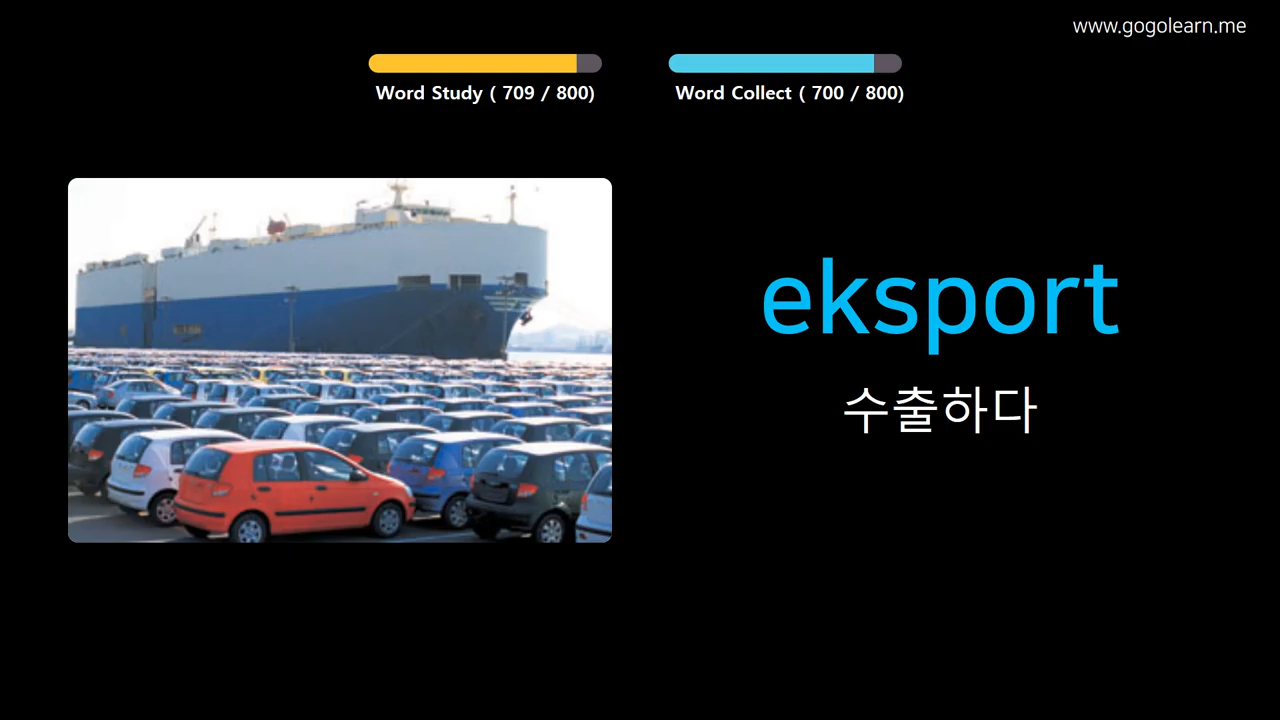 www.gogolearn.me
Word Study ( 709 / 800)
Word Collect ( 700 / 800)
eksport
수출하다